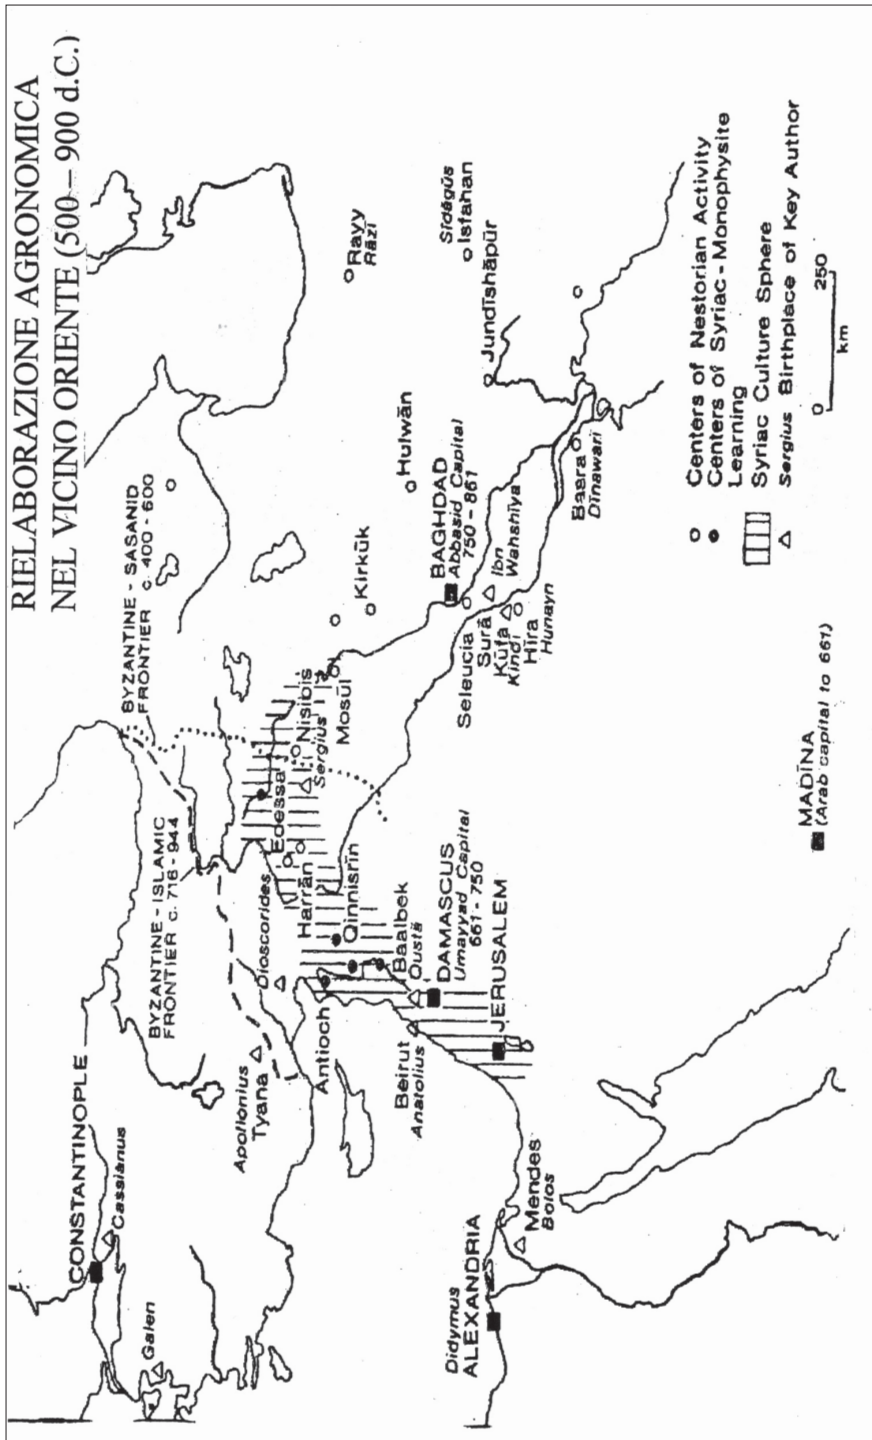 RIELABORAZIONE AGRONOMICA
NEL VICINO ORIENTE (500 – 900 d.C.)
BYZANTINE - SASANID
FRONTIER c. 400 - 600
BYZANTINE - ISLAMIC
FRONTIER c. 716 - 944
CONSTANTINOPLE
Cassianus
Galen
Apollonius
Tyana
Dioscorides
Antioch
Harrān
Edessa
Nisibis
Sergius
Mosūl
Qinnisrīn
Baalbek
Qustā
Beirut
Anatolius
DAMASCUS
Umayyad Capital
661 - 750
JERUSALEM
Didymus
ALEXANDRIA
Mendes
Bolos
Kirkūk
Hulwān
Rayy
Rāzī
Sīdāgūs
Isfahan
Jundīshāpūr
BAGHDAD
Abbasid Capital
750 - 861
Seleucia
Surā
Ibn
Wahshīya
Kūfa
Kindī
Hīra
Hunayn
Basra
Dīnawarī
MADĪNA
(Arab capital to 661)
Centers of Nestorian Activity
Centers of Syriac - Monophysite
Learning
Syriac Culture Sphere
Sergius Birthplace of Key Author
0 250
km